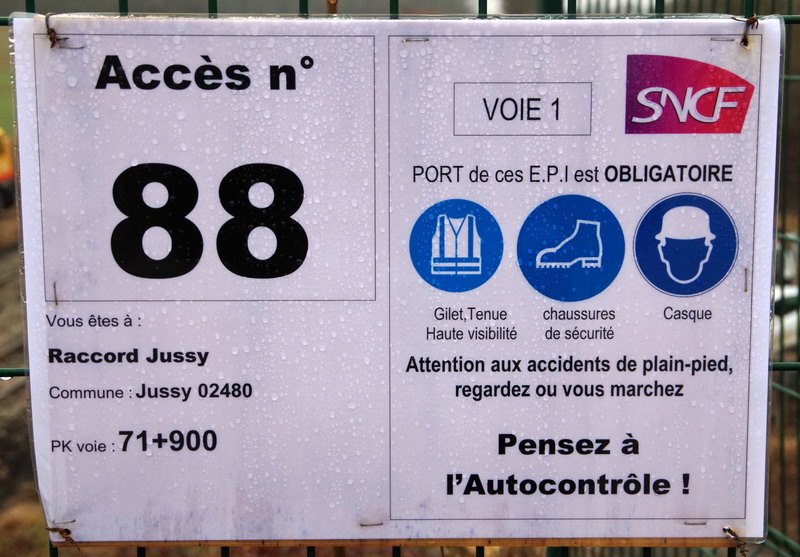 Accès n°
88
Vous êtes à :
Raccord Jussy
Commune : Jussy 02480
PK voie : 71+900
VOIE 1
SNCF
PORT de ces E.P.I est OBLIGATOIRE
Gilet,Tenue
Haute visibilité
chaussures
de sécurité
Casque
Attention aux accidents de plain-pied,
regardez ou vous marchez
Pensez à
l'Autocontrôle !